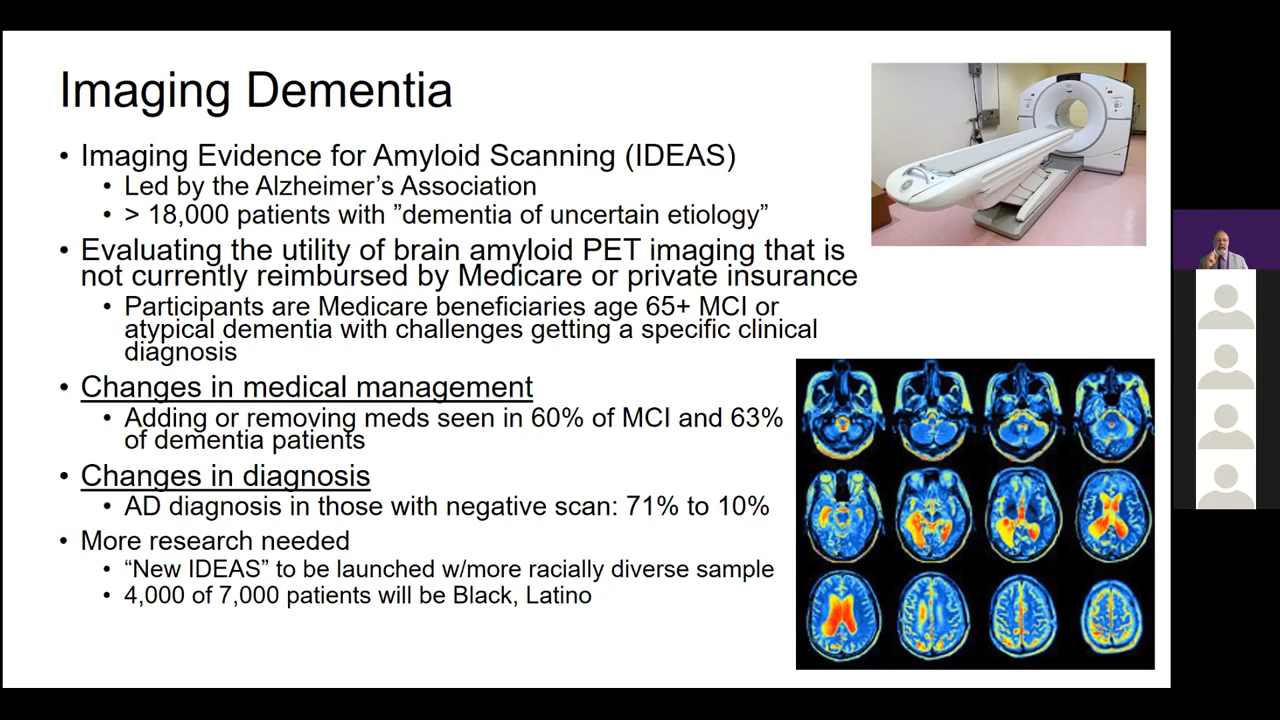 Imaging Dementia
• Imaging Evidence for Amyloid Scanning (IDEAS)
• Led by the Alzheimer’s Association
• > 18,000 patients with ”dementia of uncertain etiology”
• Evaluating the utility of brain amyloid PET imaging that is
not currently reimbursed by Medicare or private insurance
• Participants are Medicare beneficiaries age 65+ MCI or
atypical dementia with challenges getting a specific clinical
diagnosis
• Changes in medical management
• Adding or removing meds seen in 60% of MCI and 63%
of dementia patients
• Changes in diagnosis
• AD diagnosis in those with negative scan: 71% to 10%
• More research needed
• “New IDEAS” to be launched w/more racially diverse sample
• 4,000 of 7,000 patients will be Black, Latino